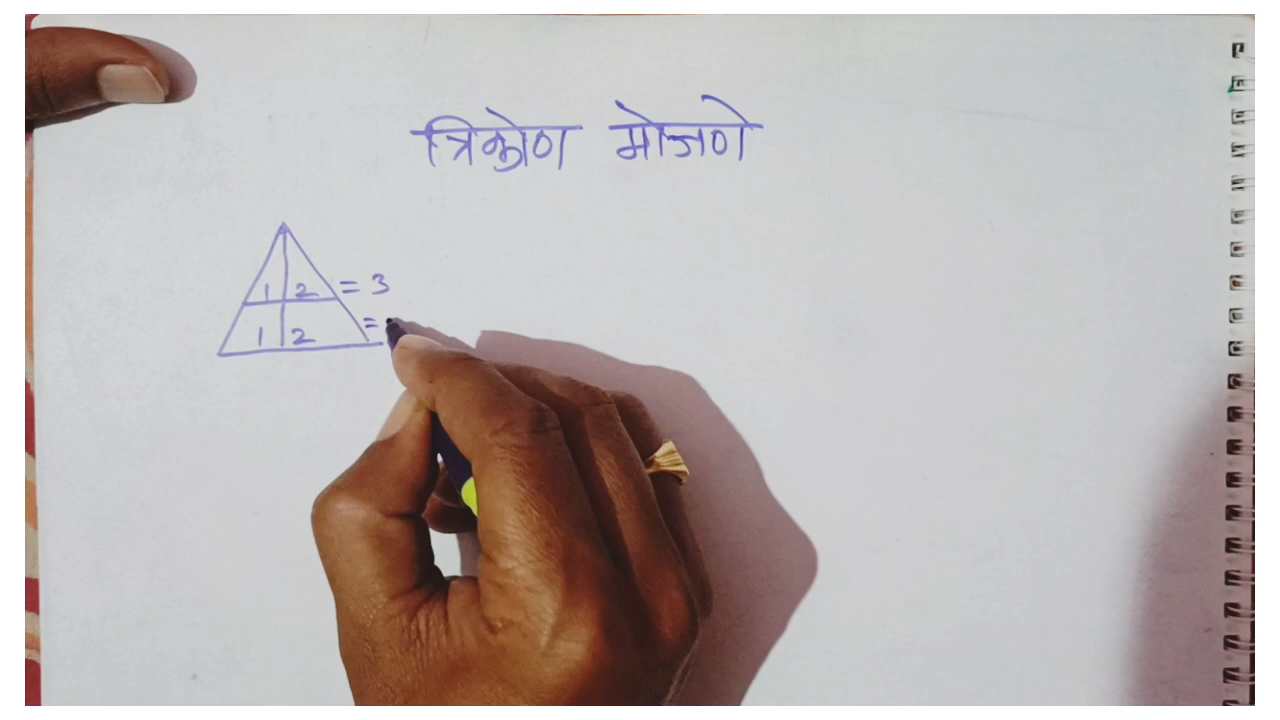 त्रिकोण मोजणे
1 2 = 3
1 2 =